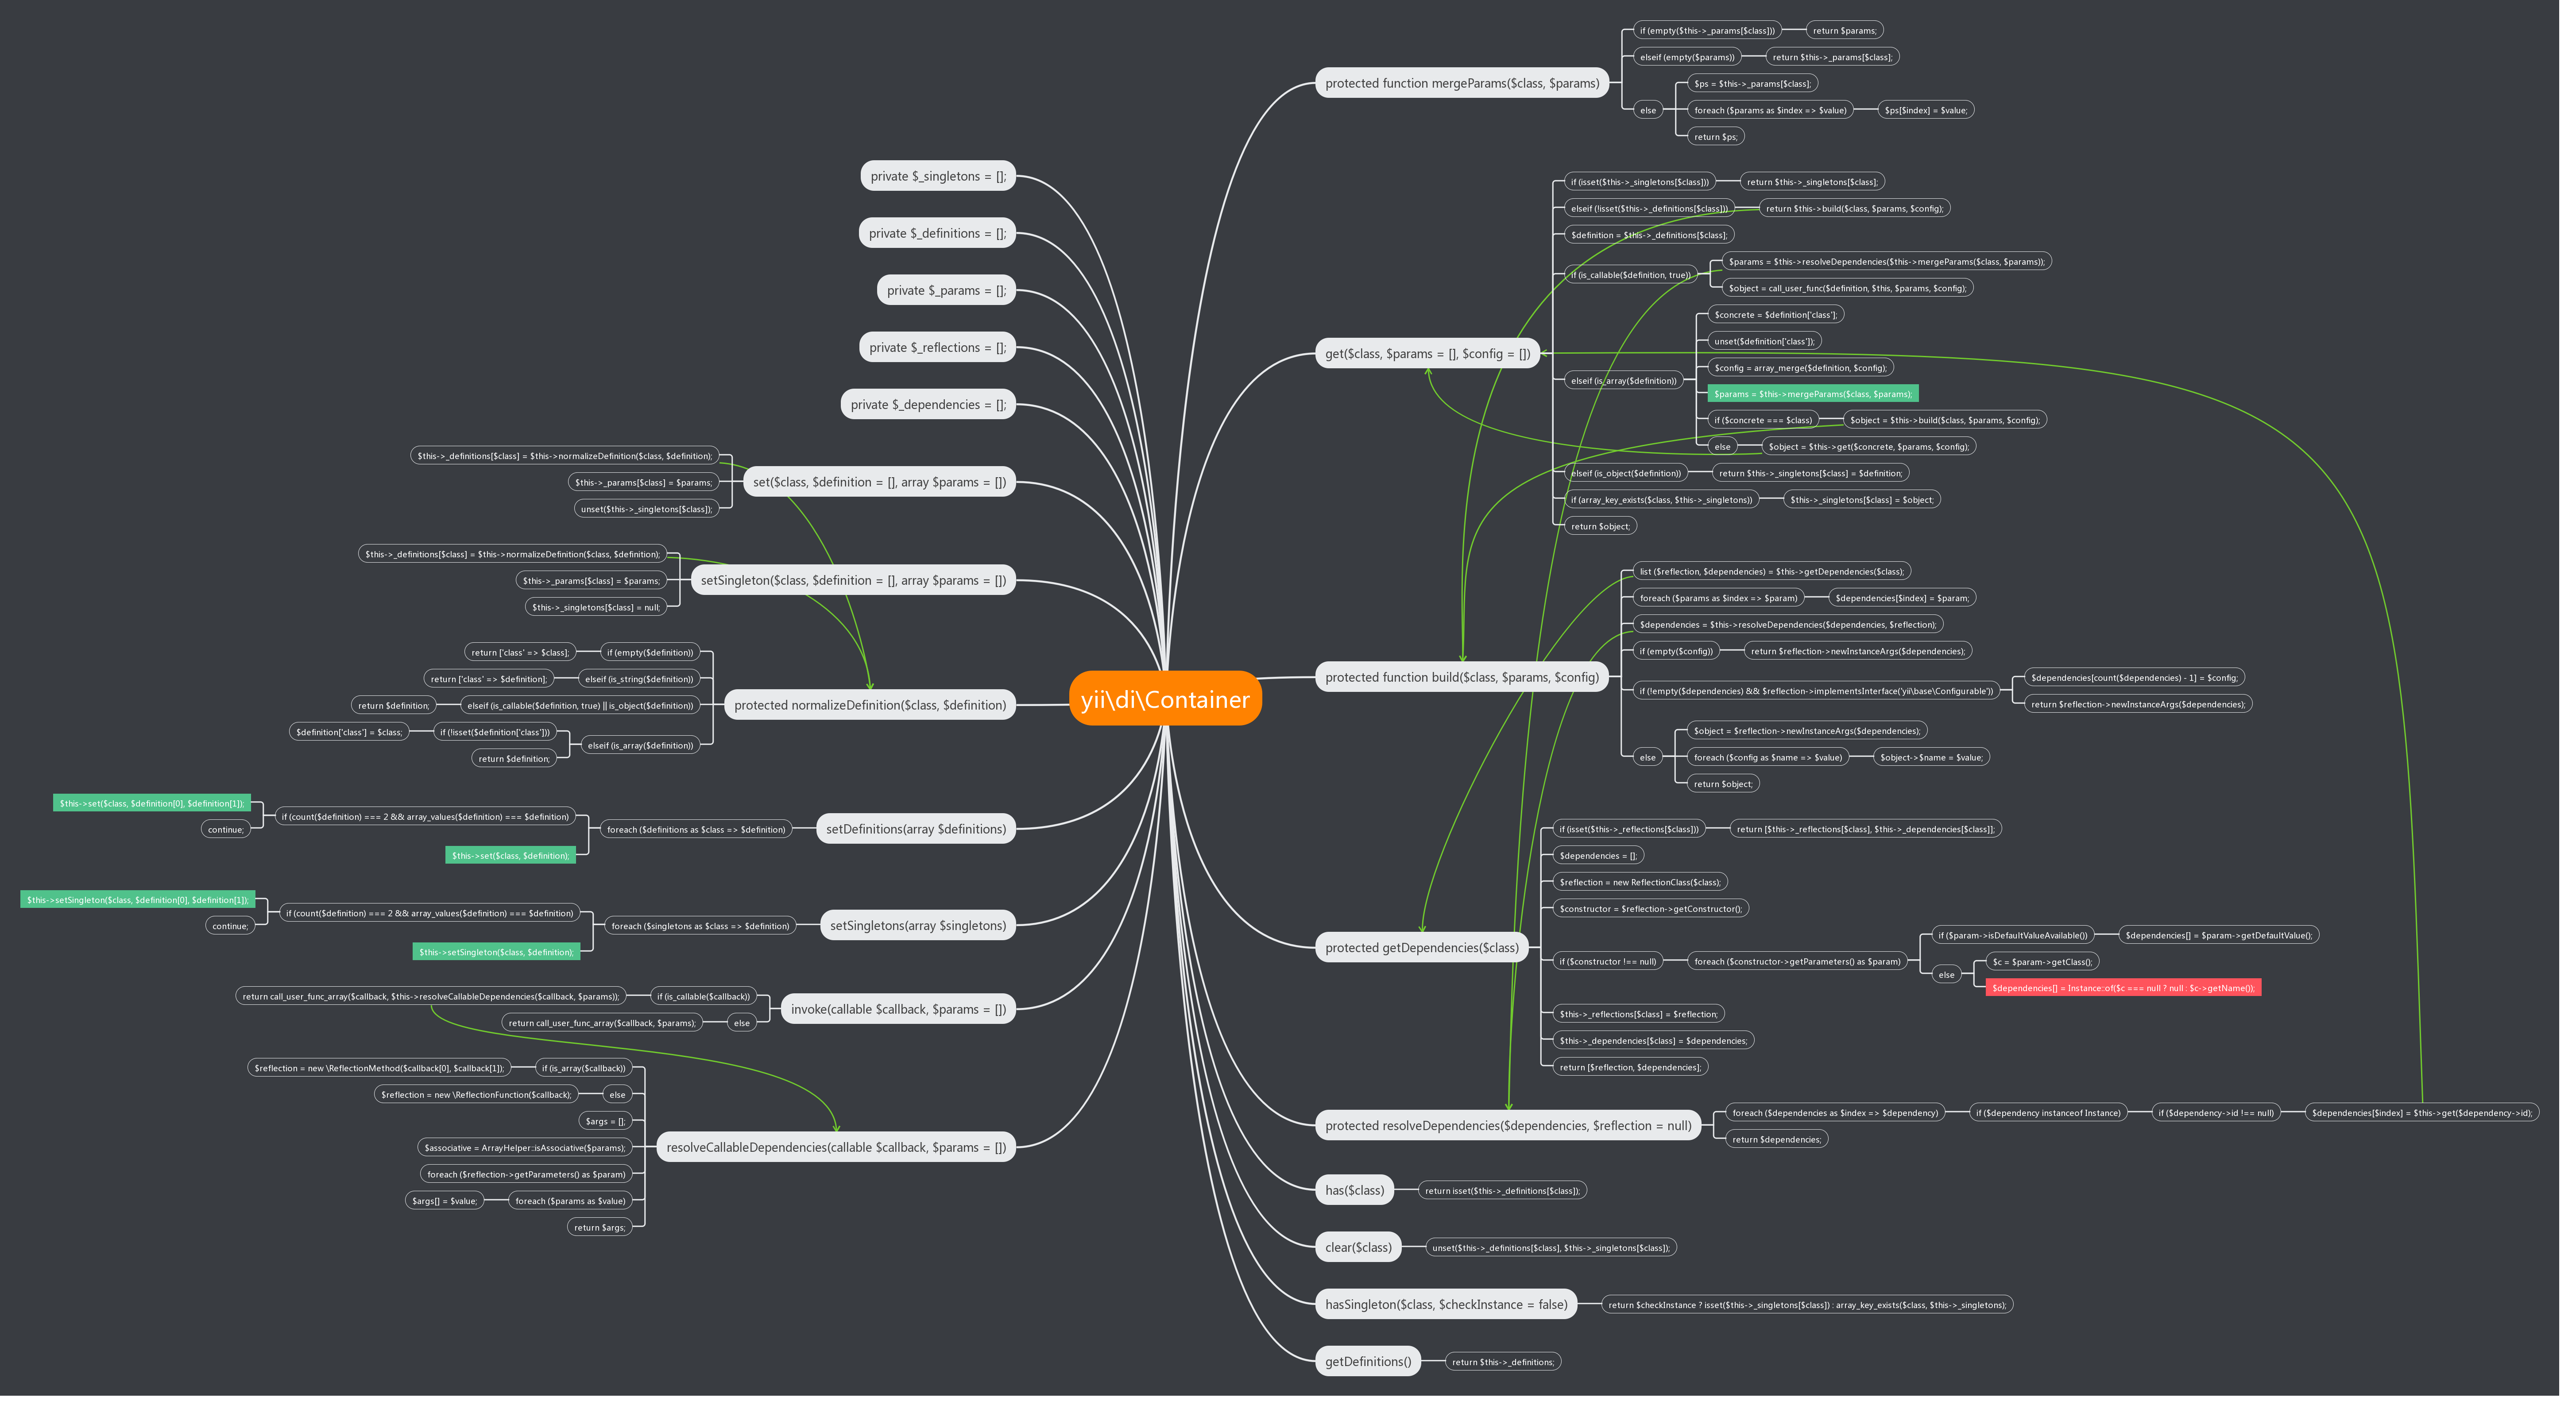 yii\di\Container
private $_singletons = [];
private $_definitions = [];
private $_params = [];
private $_reflections = [];
private $_dependencies = [];
set($class, $definition = [], array $params = [])
$this->_definitions[$class] = $this->normalizeDefinition($class, $definition);
$this->_params[$class] = $params;
unset($this->_singletons[$class]);
setSingleton($class, $definition = [], array $params = [])
$this->_definitions[$class] = $this->normalizeDefinition($class, $definition);
$this->_params[$class] = $params;
$this->_singletons[$class] = null;
protected normalizeDefinition($class, $definition)
if (empty($definition))
return ['class' => $class];
elseif (is_string($definition))
return ['class' => $definition];
elseif (is_callable($definition, true) || is_object($definition))
return $definition;
elseif (is_array($definition))
if (!isset($definition['class']))
$definition['class'] = $class;
return $definition;
setDefinitions(array $definitions)
foreach ($definitions as $class => $definition)
if (count($definition) === 2 && array_values($definition) === $definition)
$this->set($class, $definition[0], $definition[1]);
continue;
$this->set($class, $definition);
setSingletons(array $singletons)
foreach ($singletons as $class => $definition)
if (count($definition) === 2 && array_values($definition) === $definition)
$this->setSingleton($class, $definition[0], $definition[1]);
continue;
$this->setSingleton($class, $definition);
invoke(callable $callback, $params = [])
if (is_callable($callback))
return call_user_func_array($callback, $this->resolveCallableDependencies($callback, $params));
else
return call_user_func_array($callback, $params);
resolveCallableDependencies(callable $callback, $params = [])
if (is_array($callback))
$reflection = new \ReflectionMethod($callback[0], $callback[1]);
else
$reflection = new \ReflectionFunction($callback);
$args = [];
$associative = ArrayHelper::isAssociative($params);
foreach ($reflection->getParameters() as $param)
foreach ($params as $value)
$args[] = $value;
return $args;
protected function mergeParams($class, $params)
if (empty($this->_params[$class]))
return $params;
elseif (empty($params))
return $this->_params[$class];
else
$ps = $this->_params[$class];
foreach ($params as $index => $value)
$ps[$index] = $value;
return $ps;
get($class, $params = [], $config = [])
if (isset($this->_singletons[$class]))
return $this->_singletons[$class];
elseif (!isset($this->_definitions[$class]))
return $this->build($class, $params, $config);
$definition = $this->_definitions[$class];
if (is_callable($definition, true))
$params = $this->resolveDependencies($this->mergeParams($class, $params));
$object = call_user_func($definition, $this, $params, $config);
elseif (is_array($definition))
$concrete = $definition['class'];
unset($definition['class']);
$config = array_merge($definition, $config);
$params = $this->mergeParams($class, $params);
if ($concrete === $class)
$object = $this->build($class, $params, $config);
else
$object = $this->get($concrete, $params, $config);
elseif (is_object($definition))
return $this->_singletons[$class] = $definition;
if (array_key_exists($class, $this->_singletons))
$this->_singletons[$class] = $object;
return $object;
protected function build($class, $params, $config)
list ($reflection, $dependencies) = $this->getDependencies($class);
foreach ($params as $index => $param)
$dependencies[$index] = $param;
$dependencies = $this->resolveDependencies($dependencies, $reflection);
if (empty($config))
return $reflection->newInstanceArgs($dependencies);
if (!empty($dependencies) && $reflection->implementsInterface('yii\base\Configurable'))
$dependencies[count($dependencies) - 1] = $config;
return $reflection->newInstanceArgs($dependencies);
else
$object = $reflection->newInstanceArgs($dependencies);
foreach ($config as $name => $value)
$object->$name = $value;
return $object;
protected getDependencies($class)
if (isset($this->_reflections[$class]))
return [$this->_reflections[$class], $this->_dependencies[$class]];
$dependencies = [];
$reflection = new ReflectionClass($class);
$constructor = $reflection->getConstructor();
if ($constructor !== null)
foreach ($constructor->getParameters() as $param)
if ($param->isDefaultValueAvailable())
$dependencies[] = $param->getDefaultValue();
else
$c = $param->getClass();
$dependencies[] = Instance::of($c === null ? null : $c->getName());
$this->_reflections[$class] = $reflection;
$this->_dependencies[$class] = $dependencies;
return [$reflection, $dependencies];
protected resolveDependencies($dependencies, $reflection = null)
foreach ($dependencies as $index => $dependency)
if ($dependency instanceof Instance)
if ($dependency->id !== null)
$dependencies[$index] = $this->get($dependency->id);
return $dependencies;
has($class)
return isset($this->_definitions[$class]);
clear($class)
unset($this->_definitions[$class], $this->_singletons[$class]);
hasSingleton($class, $checkInstance = false)
return $checkInstance ? isset($this->_singletons[$class]) : array_key_exists($class, $this->_singletons);
getDefinitions()
return $this->_definitions;